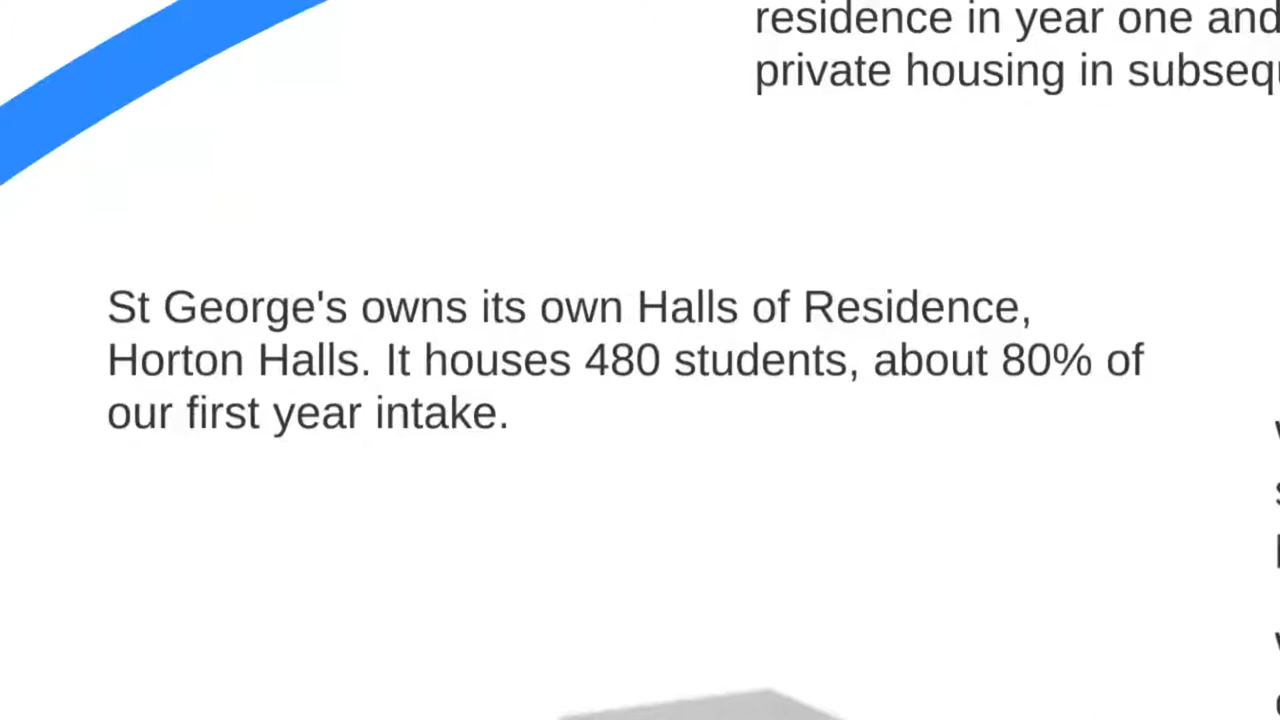 residence in year one and
private housing in
St George's owns its own Halls of Residence,
Horton Halls. It houses 480 students, about 80% of
our first year intake.